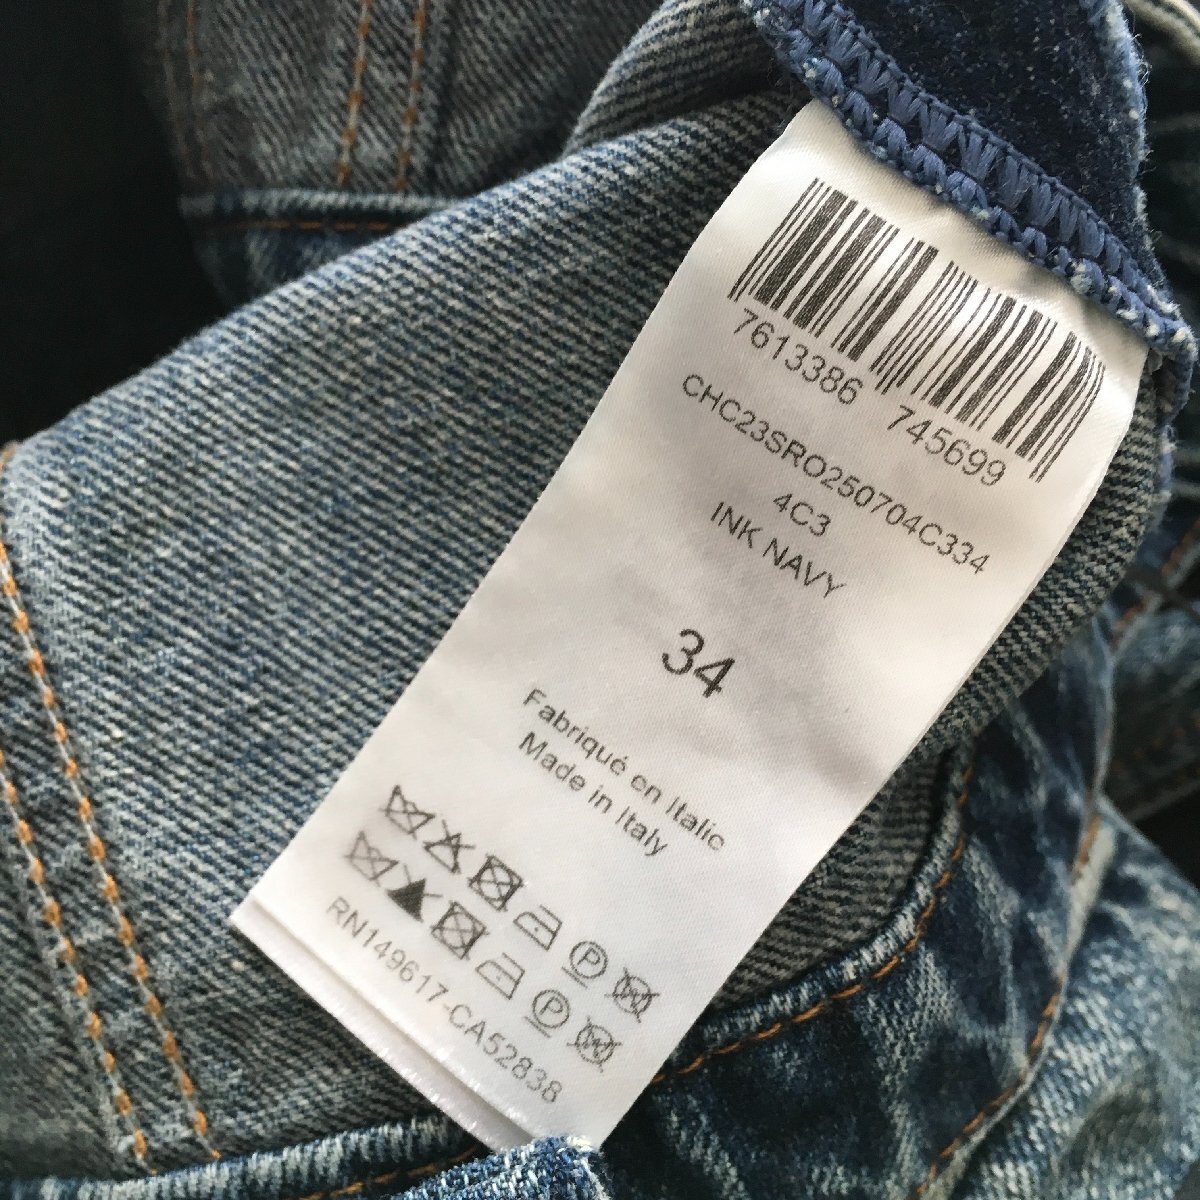 7613386 745699
CHC23SRO250704C334
4C3
INK NAVY
34
Fabriqué en Italie
Made in Italy
P W
P W
RN149617-CA52838